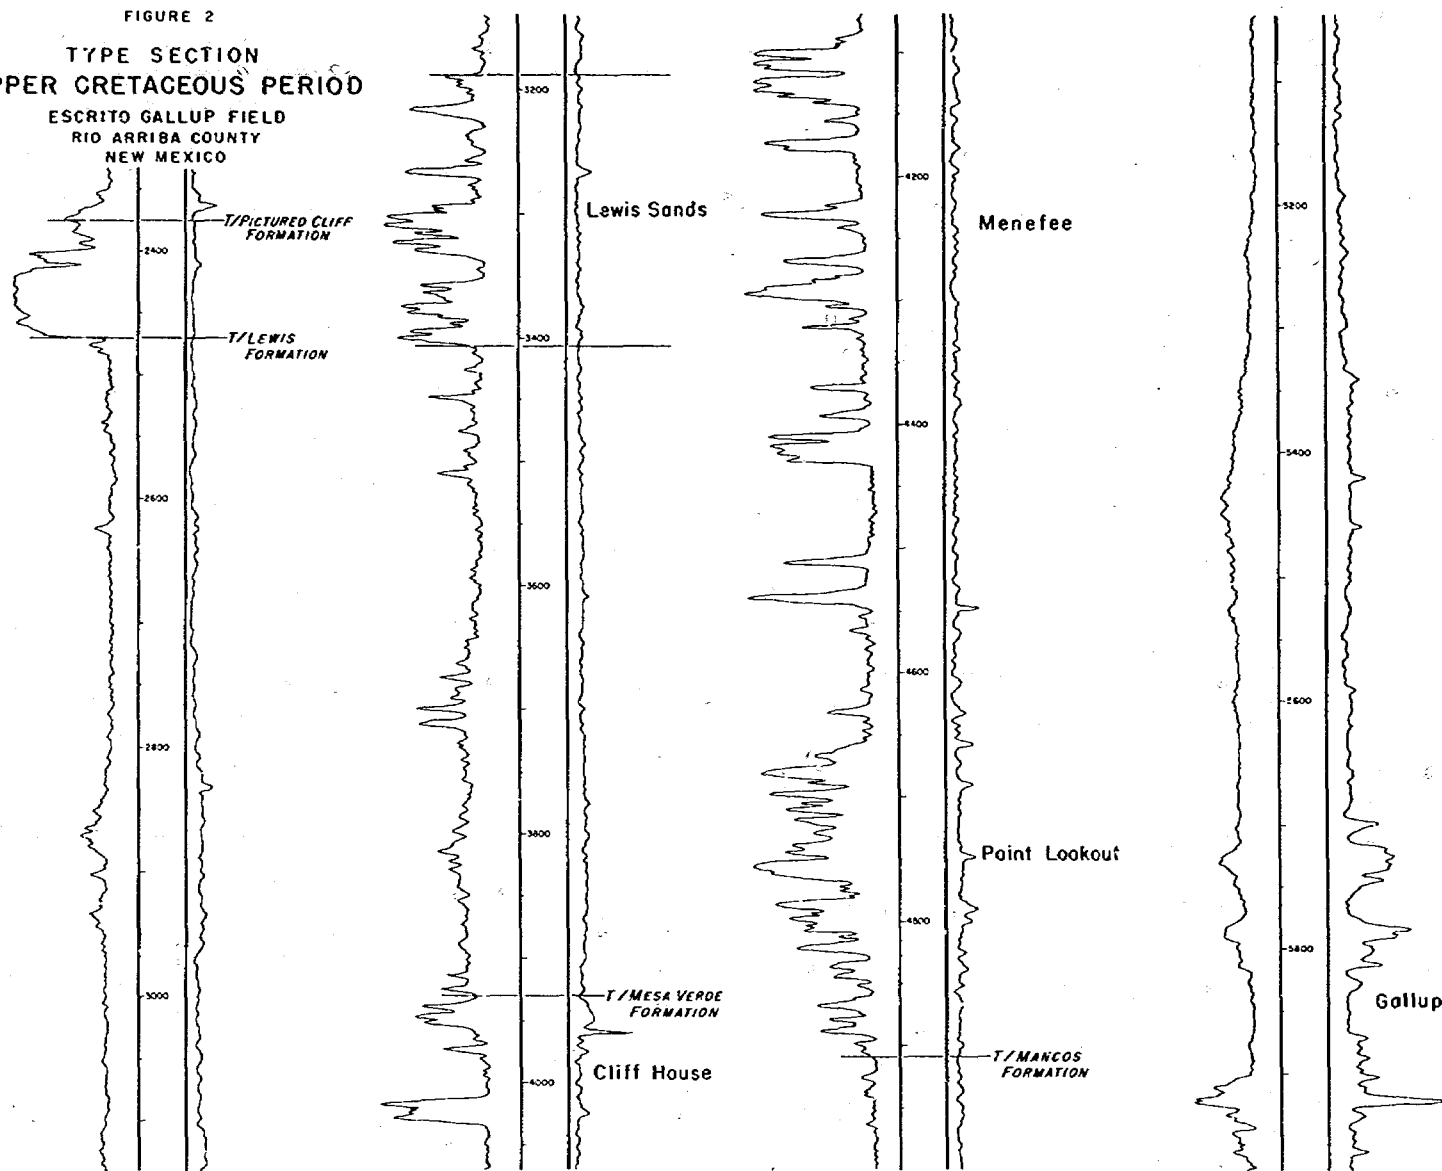 FIGURE 2
TYPE SECTION
PPER CRETACEOUS PERIOD
ESCRITO GALLUP FIELD
RIO ARRIBA COUNTY
NEW MEXICO
T/PICTURED CLIFF
FORMATION
2400
T/LEWIS
FORMATION
2600
2800
3000
3200
Lewis Sands
3400
3600
3800
T/MESA VERDE
FORMATION
Cliff House
4000
4200
Menefee
4400
4600
Point Lookout
4800
T/MANCOS
FORMATION
5200
5400
5600
5800
Gallup